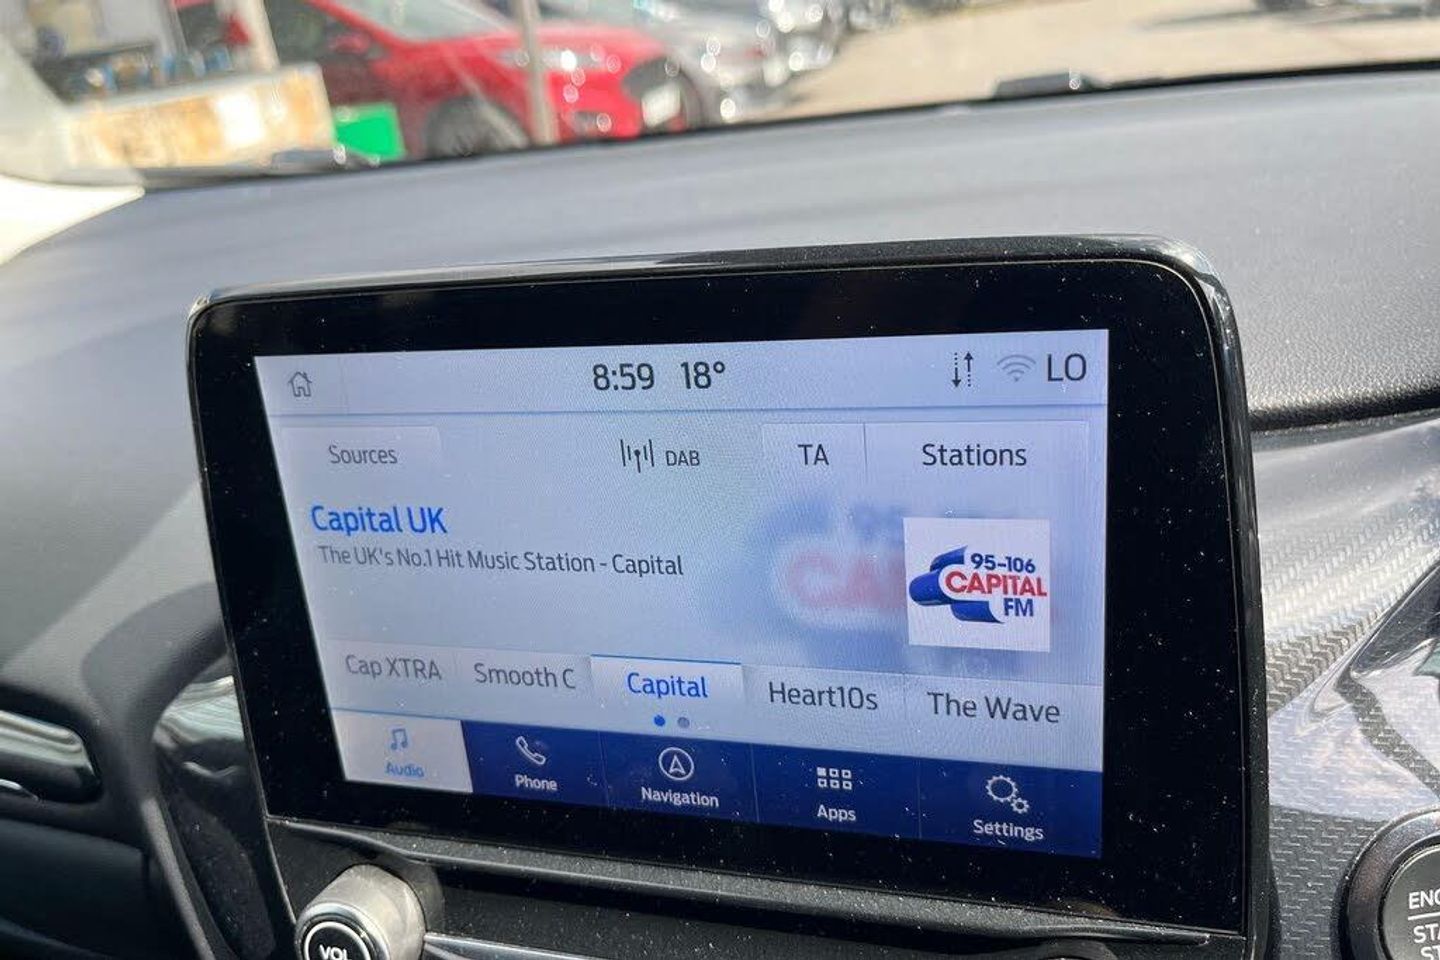 8:59 18° LO
Sources DAB TA Stations
Capital UK
The UK's No.1 Hit Music Station - Capital
95-106
CAPITAL
FM
Cap XTRA Smooth C Capital Heart10s The Wave
Audio Phone Navigation Apps Settings
VOL